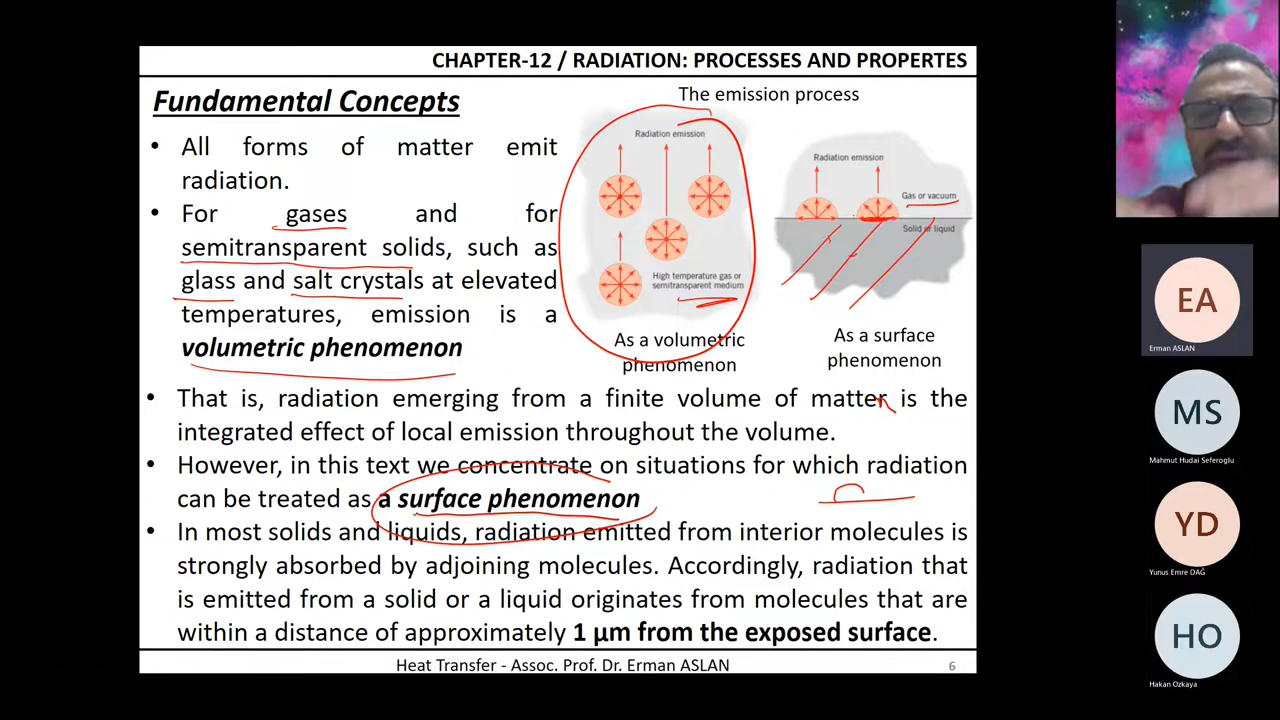 CHAPTER-12 / RADIATION: PROCESSES AND PROPERTES
Fundamental Concepts
• All forms of matter emit
radiation.
• For gases and for
semitransparent solids, such as
glass and salt crystals at elevated
temperatures, emission is a
volumetric phenomenon
The emission process
Radiation emission
High temperature gas or
semitransparent medium
As a volumetric
phenomenon
Radiation emission
Gas or vacuum
Solid or liquid
As a surface
phenomenon
• That is, radiation emerging from a finite volume of matter is the
integrated effect of local emission throughout the volume.
• However, in this text we concentrate on situations for which radiation
can be treated as a surface phenomenon
• In most solids and liquids, radiation emitted from interior molecules is
strongly absorbed by adjoining molecules. Accordingly, radiation that
is emitted from a solid or a liquid originates from molecules that are
within a distance of approximately 1 μm from the exposed surface.
Heat Transfer - Assoc. Prof. Dr. Erman ASLAN
6
EA
Erman ASLAN
MS
Mahmut Hudai Seferoglu
YD
Yunus Emre DAĞ
HO
Hakan Ozkaya